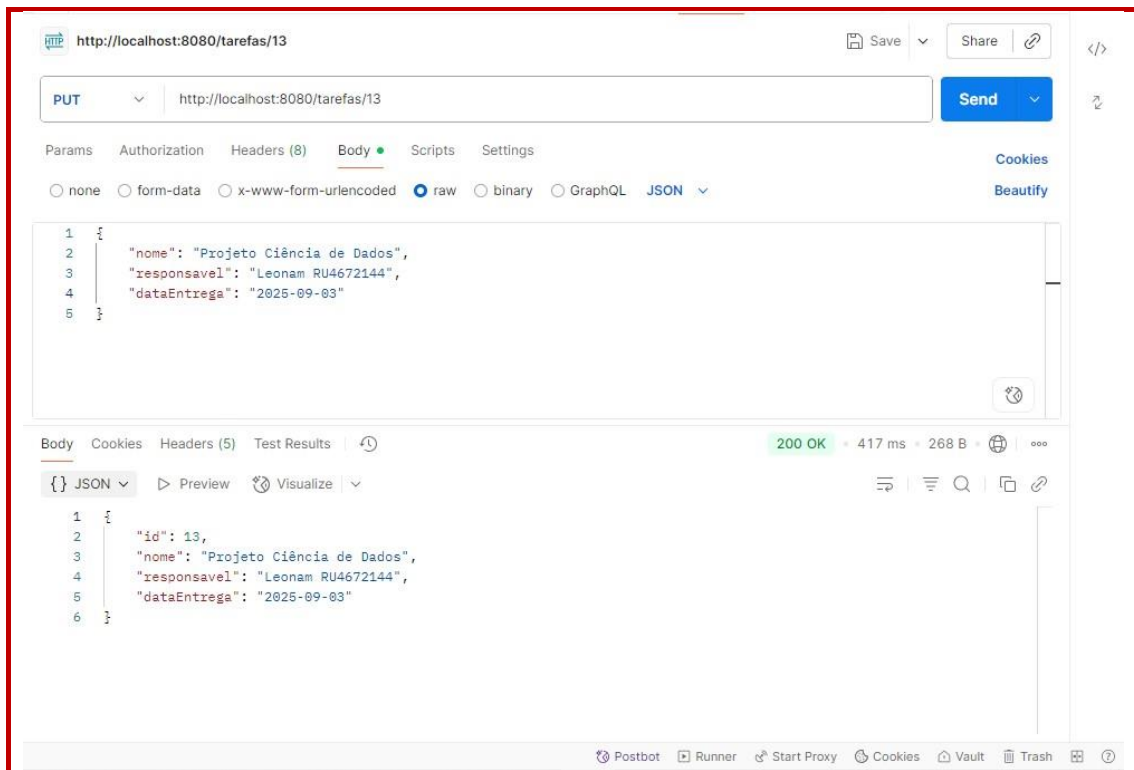 HTTP http://localhost:8080/tarefas/13 Save Share
PUT http://localhost:8080/tarefas/13 Send
Params Authorization Headers (8) Body Scripts Settings Cookies
none form-data x-www-form-urlencoded raw binary GraphQL JSON Beautify
1 {
2 "nome": "Projeto Ciência de Dados",
3 "responsavel": "Leonam RU4672144",
4 "dataEntrega": "2025-09-03"
5 }
Body Cookies Headers (5) Test Results 200 OK 417 ms 268 B
{} JSON Preview Visualize
1 {
2 "id": 13,
3 "nome": "Projeto Ciência de Dados",
4 "responsavel": "Leonam RU4672144",
5 "dataEntrega": "2025-09-03"
6 }
Postbot Runner Start Proxy Cookies Vault Trash